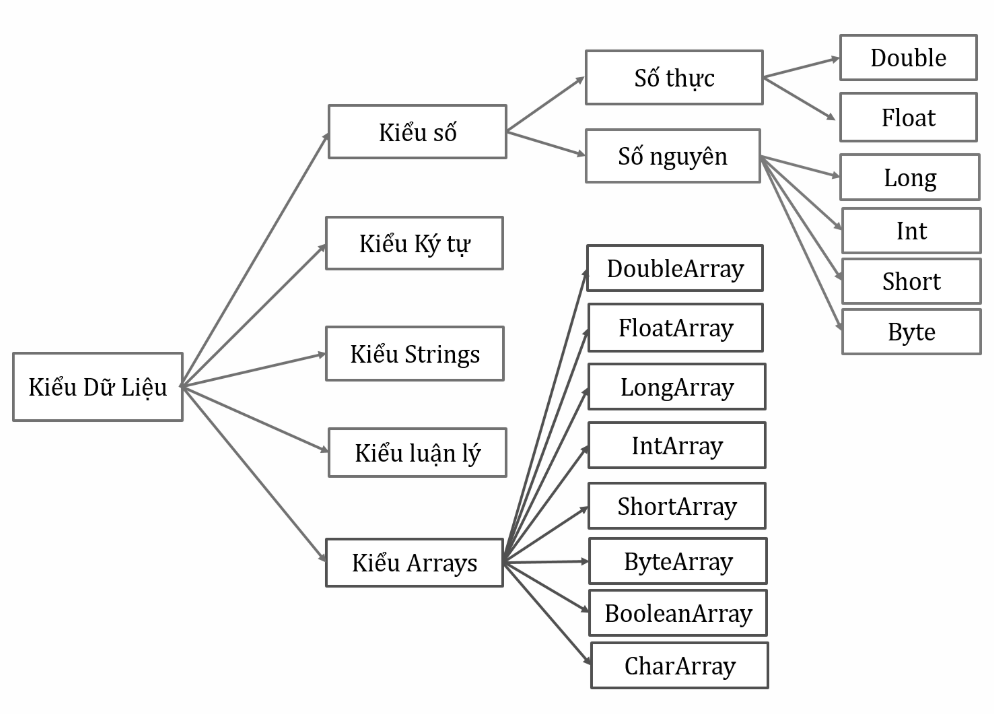 Kiểu Dữ Liệu
Kiểu số
Số thực
Double
Float
Số nguyên
Long
Int
Short
Byte
Kiểu Ký tự
Kiểu Strings
Kiểu luận lý
Kiểu Arrays
DoubleArray
FloatArray
LongArray
IntArray
ShortArray
ByteArray
BooleanArray
CharArray